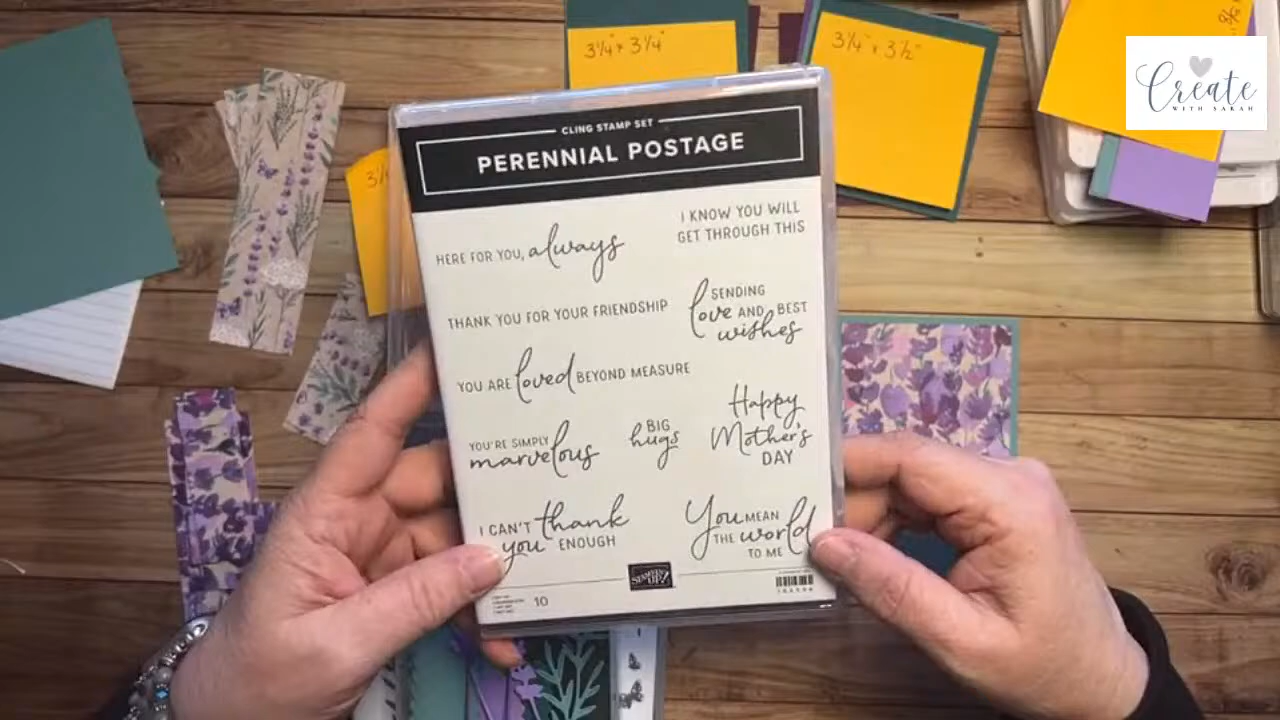 3¼" x 3¼"
3¼" x 3½"
Create
WITH SARAH
CLING STAMP SET
PERENNIAL POSTAGE
HERE FOR YOU, always
I KNOW YOU WILL
GET THROUGH THIS
THANK YOU FOR YOUR FRIENDSHIP
SENDING
love AND BEST
wishes
YOU ARE loved BEYOND MEASURE
YOU'RE SIMPLY
marvelous
BIG
hugs
Happy
Mother's
DAY
I CAN'T thank
you ENOUGH
You MEAN
THE world
TO ME
STAMPIN' UP!
10